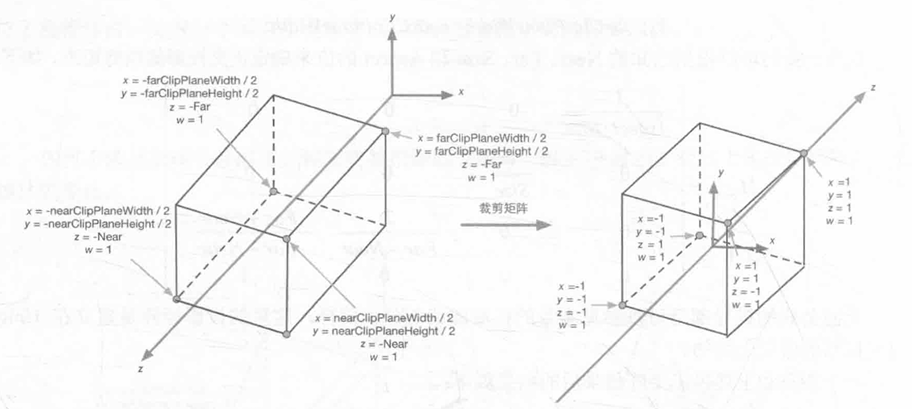 y
x
x = -farClipPlaneWidth / 2
y = -farClipPlaneHeight / 2
z = -Far
w = 1
x = farClipPlaneWidth / 2
y = farClipPlaneHeight / 2
z = -Far
w = 1
x = -nearClipPlaneWidth / 2
y = -nearClipPlaneHeight / 2
z = -Near
w = 1
x = nearClipPlaneWidth / 2
y = nearClipPlaneHeight / 2
z = -Near
w = 1
z
裁剪矩阵
z
y
x
x =1
y =1
z =1
w =1
x=-1
y = -1
z = 1
w = 1
x =1
y = 1
z = -1
w = 1
x =-1
y = -1
z = -1
w = 1